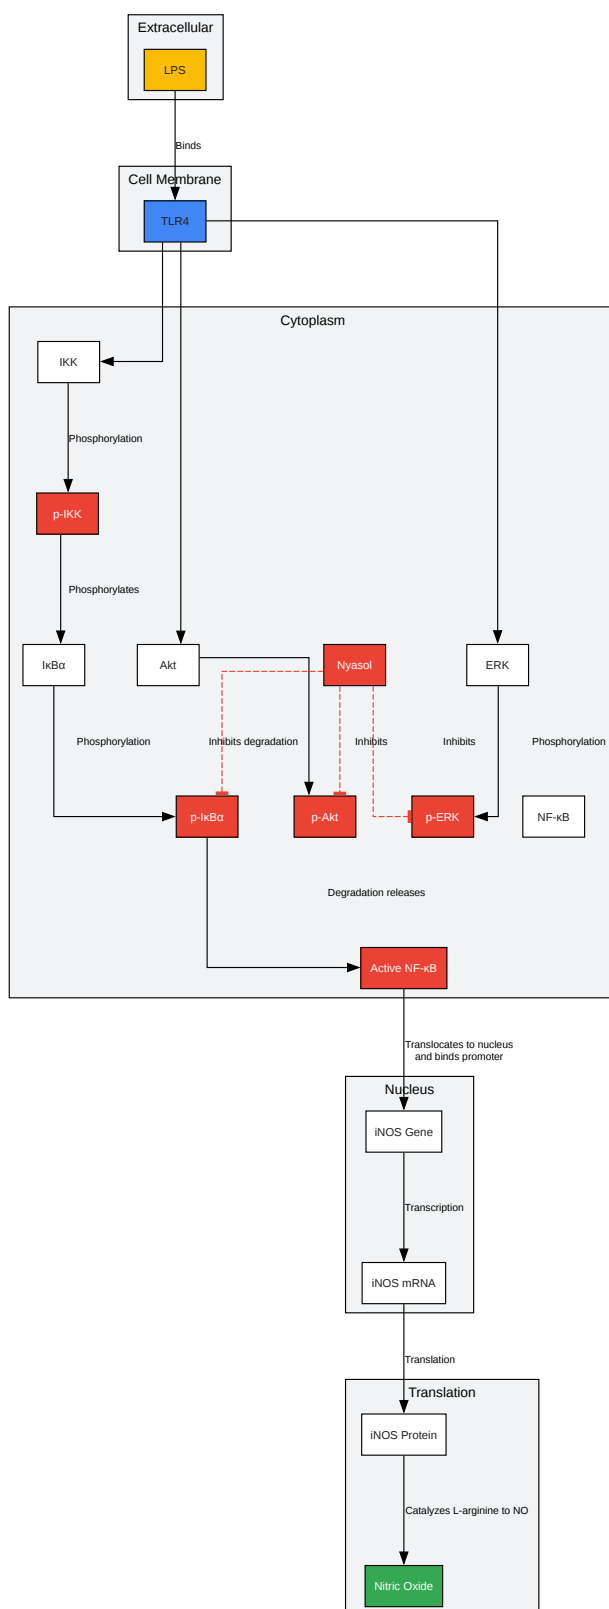 Extracellular
LPS
Binds
Cell Membrane
TLR4
Cytoplasm
IKK
Phosphorylation
p-IKK
Phosphorylates
IκBα
Akt
Nyasol
ERK
Phosphorylation
Inhibits degradation
Inhibits
Inhibits
Phosphorylation
p-IκBα
p-Akt
p-ERK
NF-κB
Degradation releases
Active NF-κB
Translocates to nucleus
and binds promoter
Nucleus
iNOS Gene
Transcription
iNOS mRNA
Translation
Translation
iNOS Protein
Catalyzes L-arginine to NO
Nitric Oxide